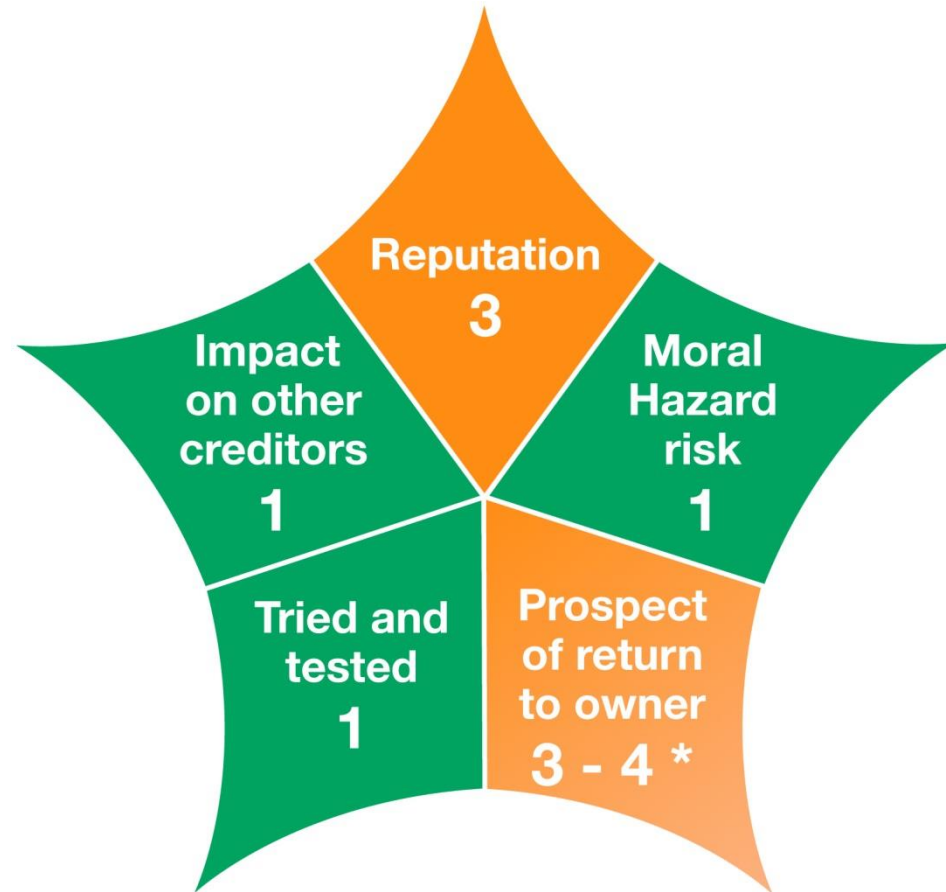 Reputation
3
Impact
on other
creditors
1
Moral
Hazard
risk
1
Tried and
tested
1
Prospect
of return
to owner
3 - 4 *